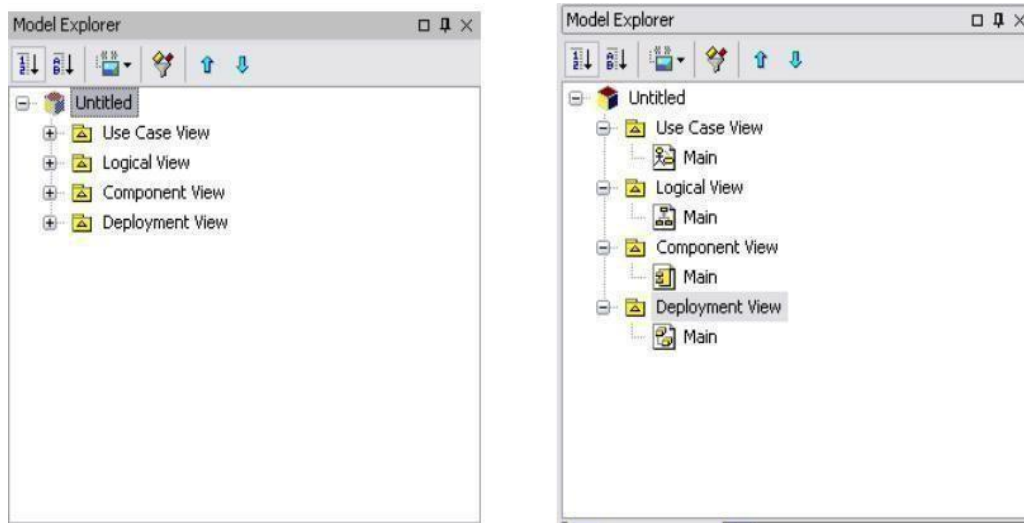 Model Explorer
Untitled
Use Case View
Logical View
Component View
Deployment View
Model Explorer
Untitled
Use Case View
Main
Logical View
Main
Component View
Main
Deployment View
Main